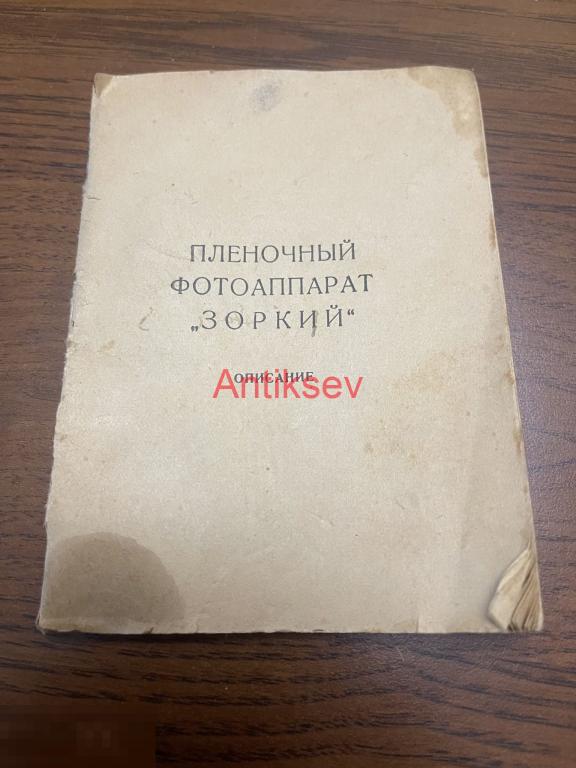 ПЛЕНОЧНЫЙ
ФОТОАППАРАТ
„ЗОРКИЙ“
ОПИСАНИЕ
Antiksev